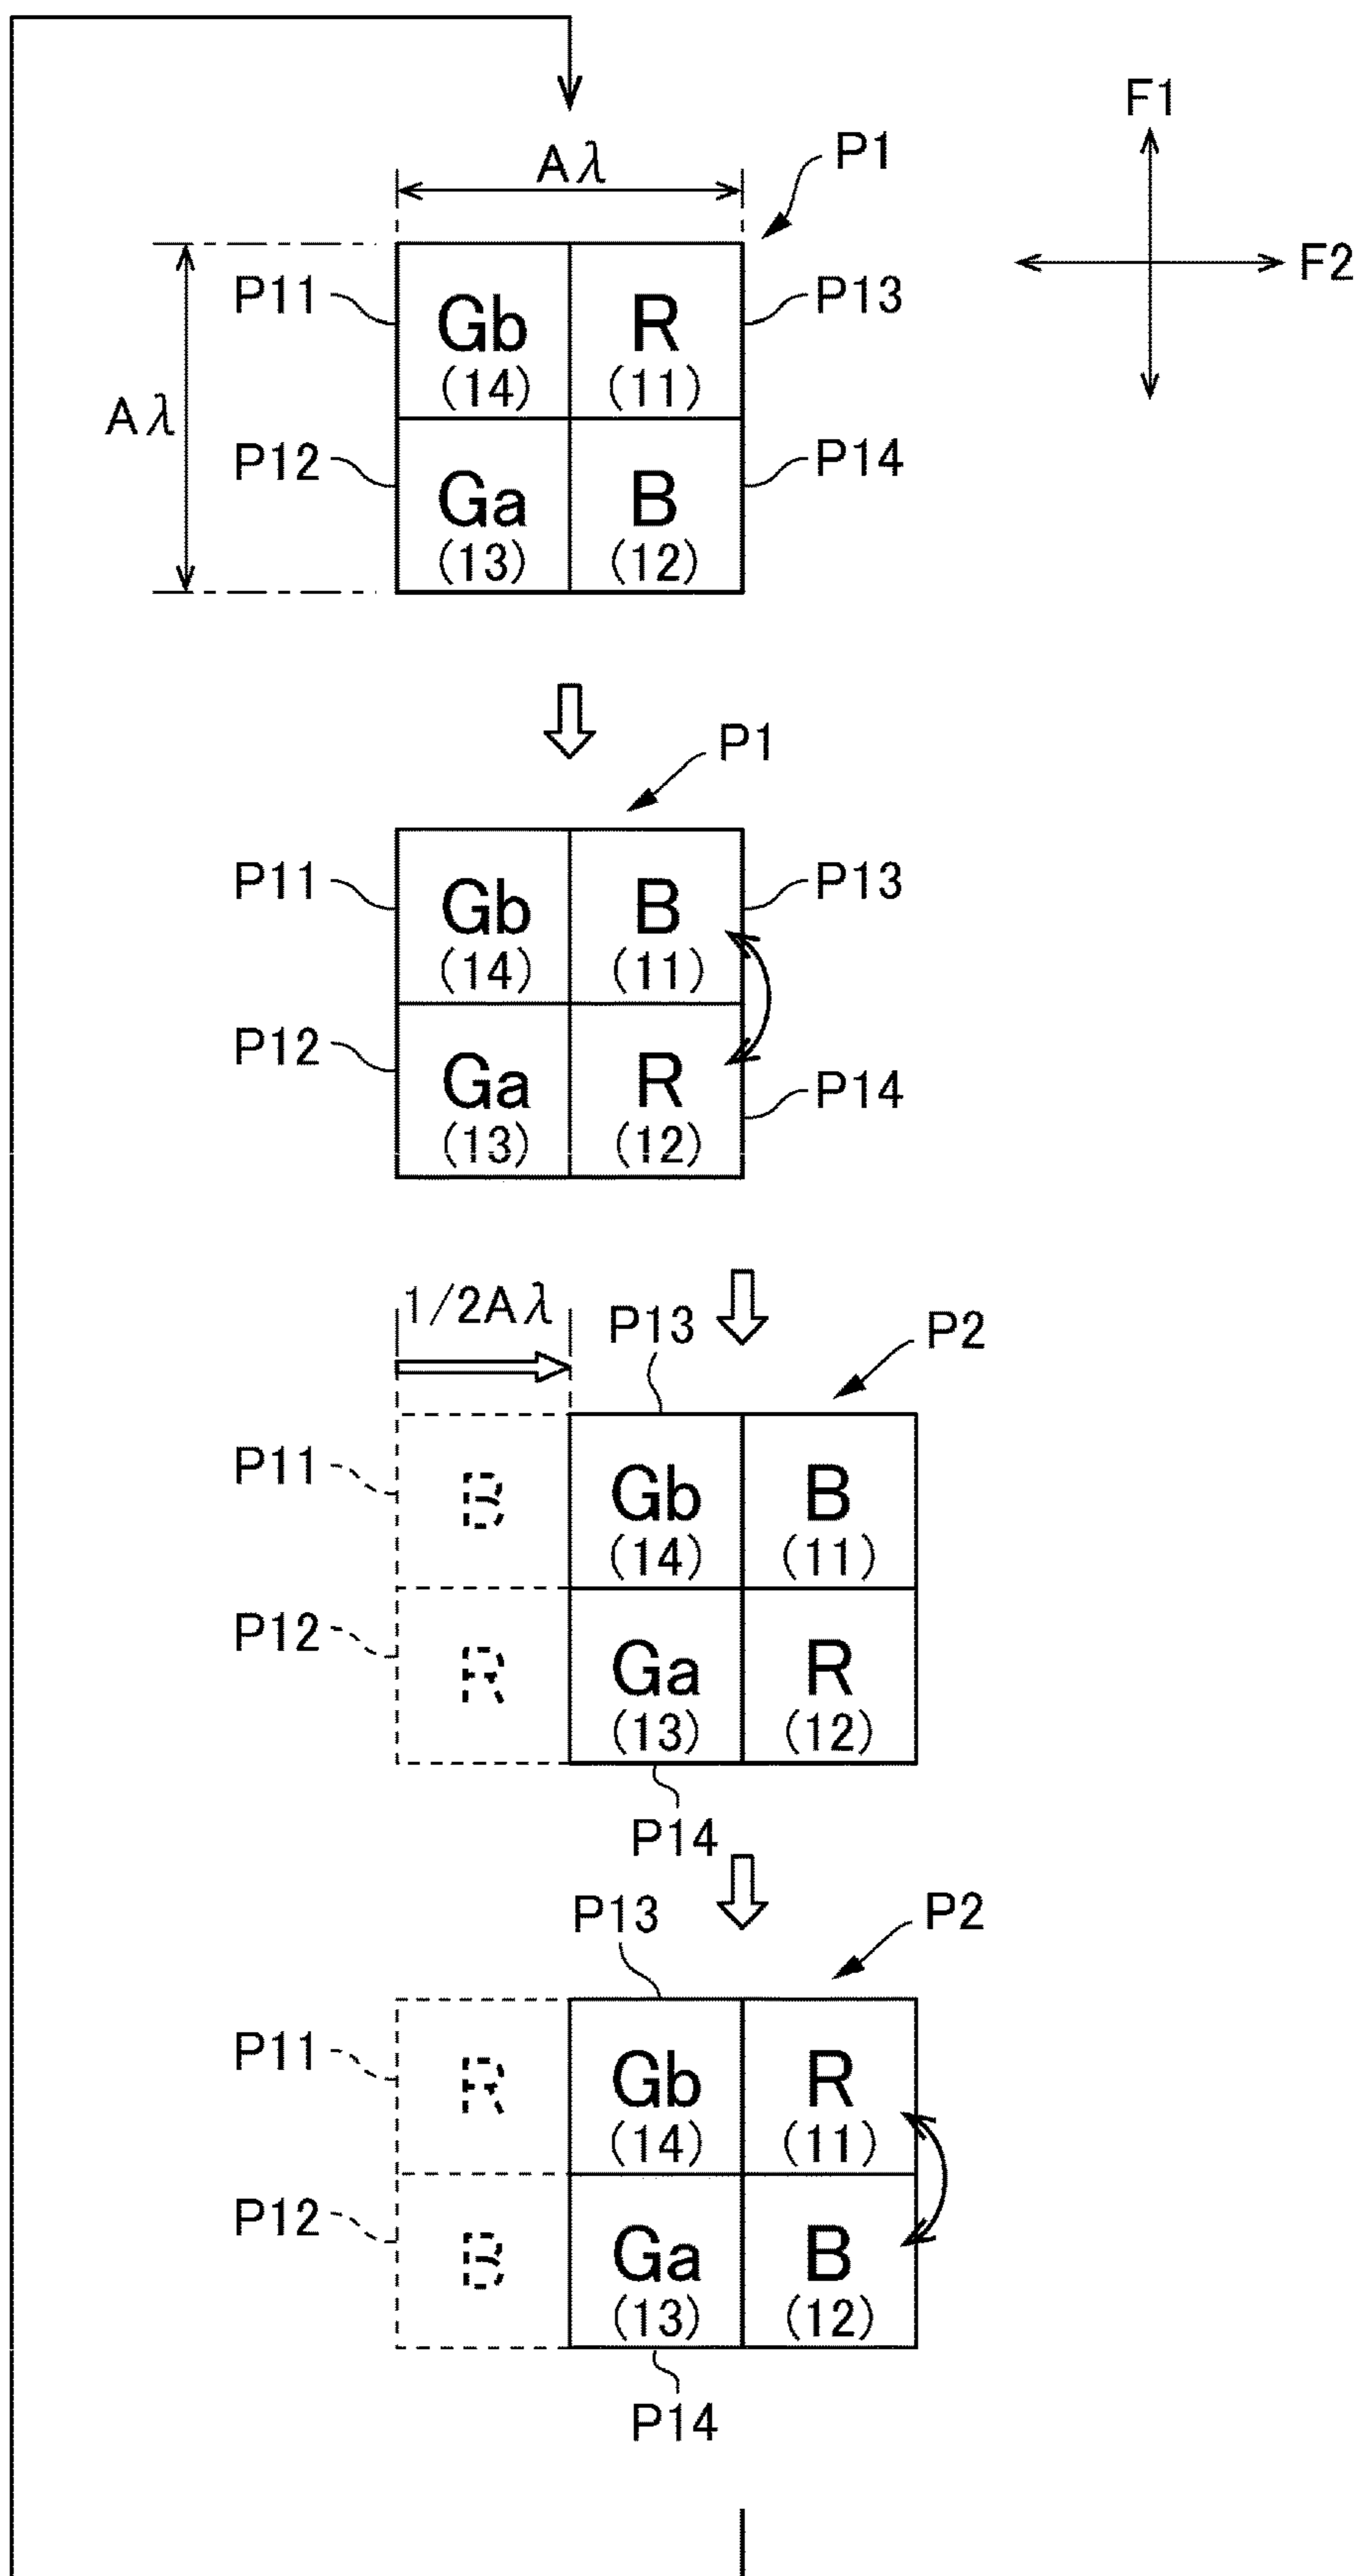 F1
P1
Aλ
F2
P11
P13
Gb
R
(14)
(11)
Aλ
P12
P14
Ga
B
(13)
(12)
P1
P11
P13
Gb
B
(14)
(11)
P12
Ga
R
P14
(13)
(12)
1/2Aλ
P13
P2
P11
B
Gb
B
(14)
(11)
P12
R
Ga
R
(13)
(12)
P14
P13
P2
P11
R
Gb
R
(14)
(11)
P12
B
Ga
B
(13)
(12)
P14